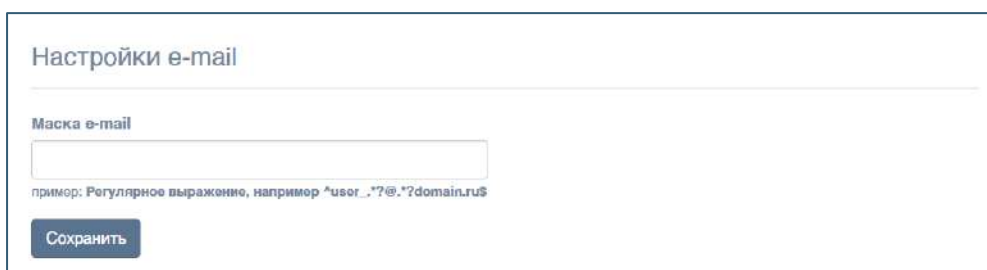 Настройки e-mail
Маска e-mail
пример: Регулярное выражение, например ^user_.*?@.*?domain.ru$
Сохранить